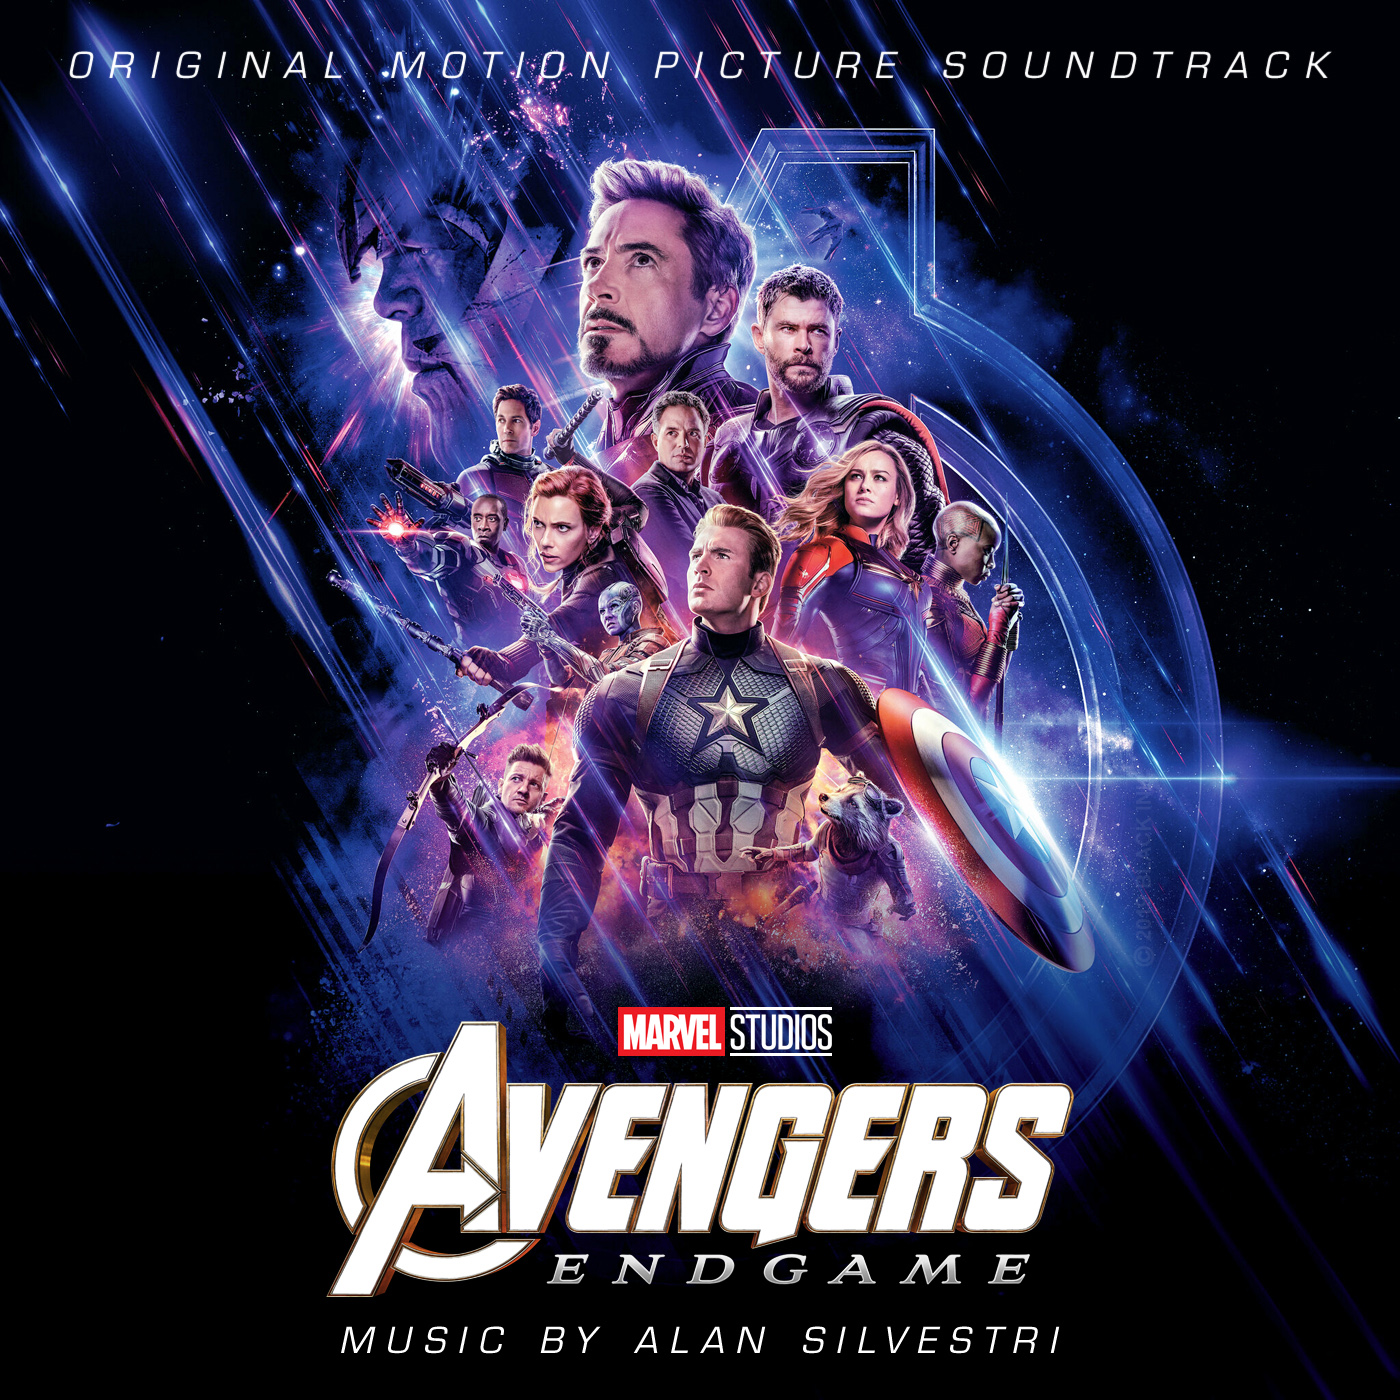 ORIGINAL MOTION PICTURE SOUNDTRACK
MARVEL STUDIOS
AVENGERS
ENDGAME
MUSIC BY ALAN SILVESTRI